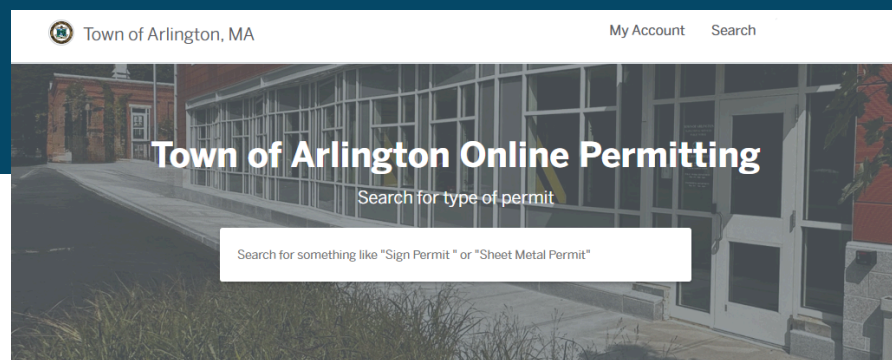 Town of Arlington, MA
My Account Search
Town of Arlington Online Permitting
Search for type of permit
Search for something like "Sign Permit " or "Sheet Metal Permit"